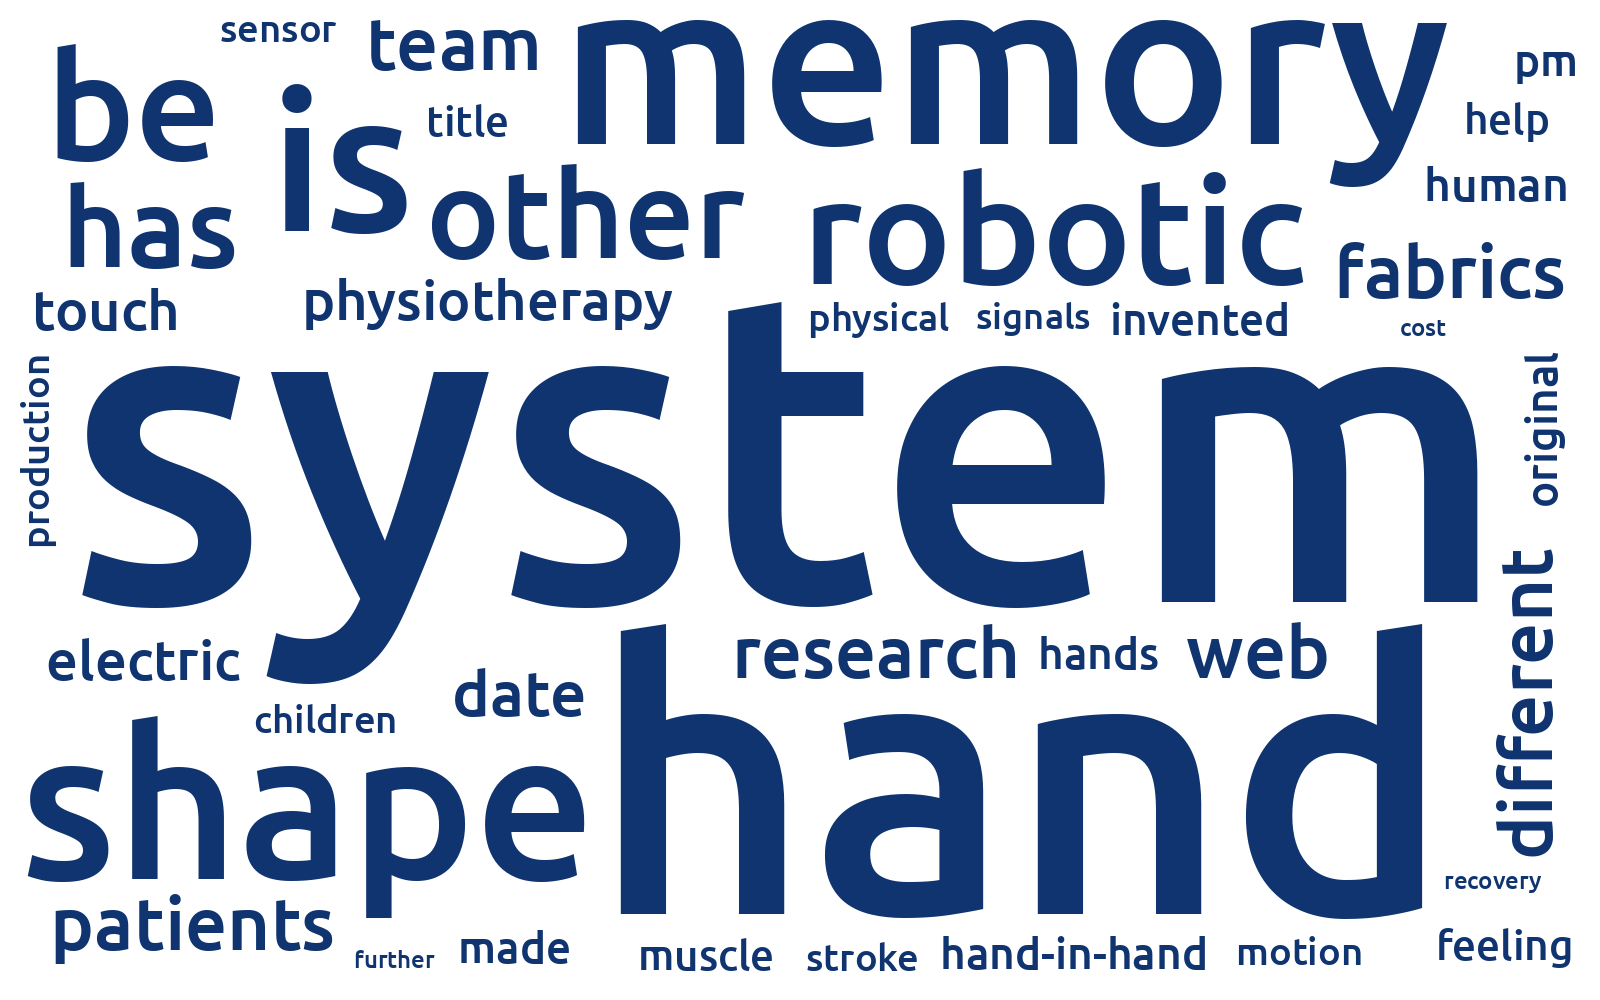 sensor
team
memory
be
is
title
pm
help
has
other
robotic
human
fabrics
touch
physiotherapy
physical
signals
invented
cost
production
system
original
different
electric
research
hands
web
date
children
shape
hand
recovery
patients
further
made
muscle
stroke
hand-in-hand
motion
feeling